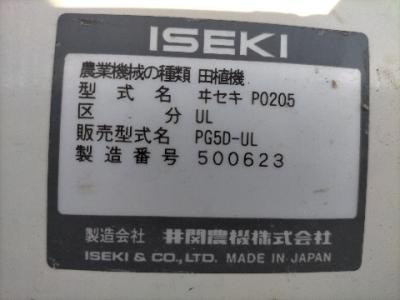 ISEKI
農業機械の種類 田植機
型式名 ヰセキ PO205
区分 UL
販売型式名 PG5D-UL
製造番号 500623
製造会社 井関農機株式会社
ISEKI & CO., LTD. MADE IN JAPAN